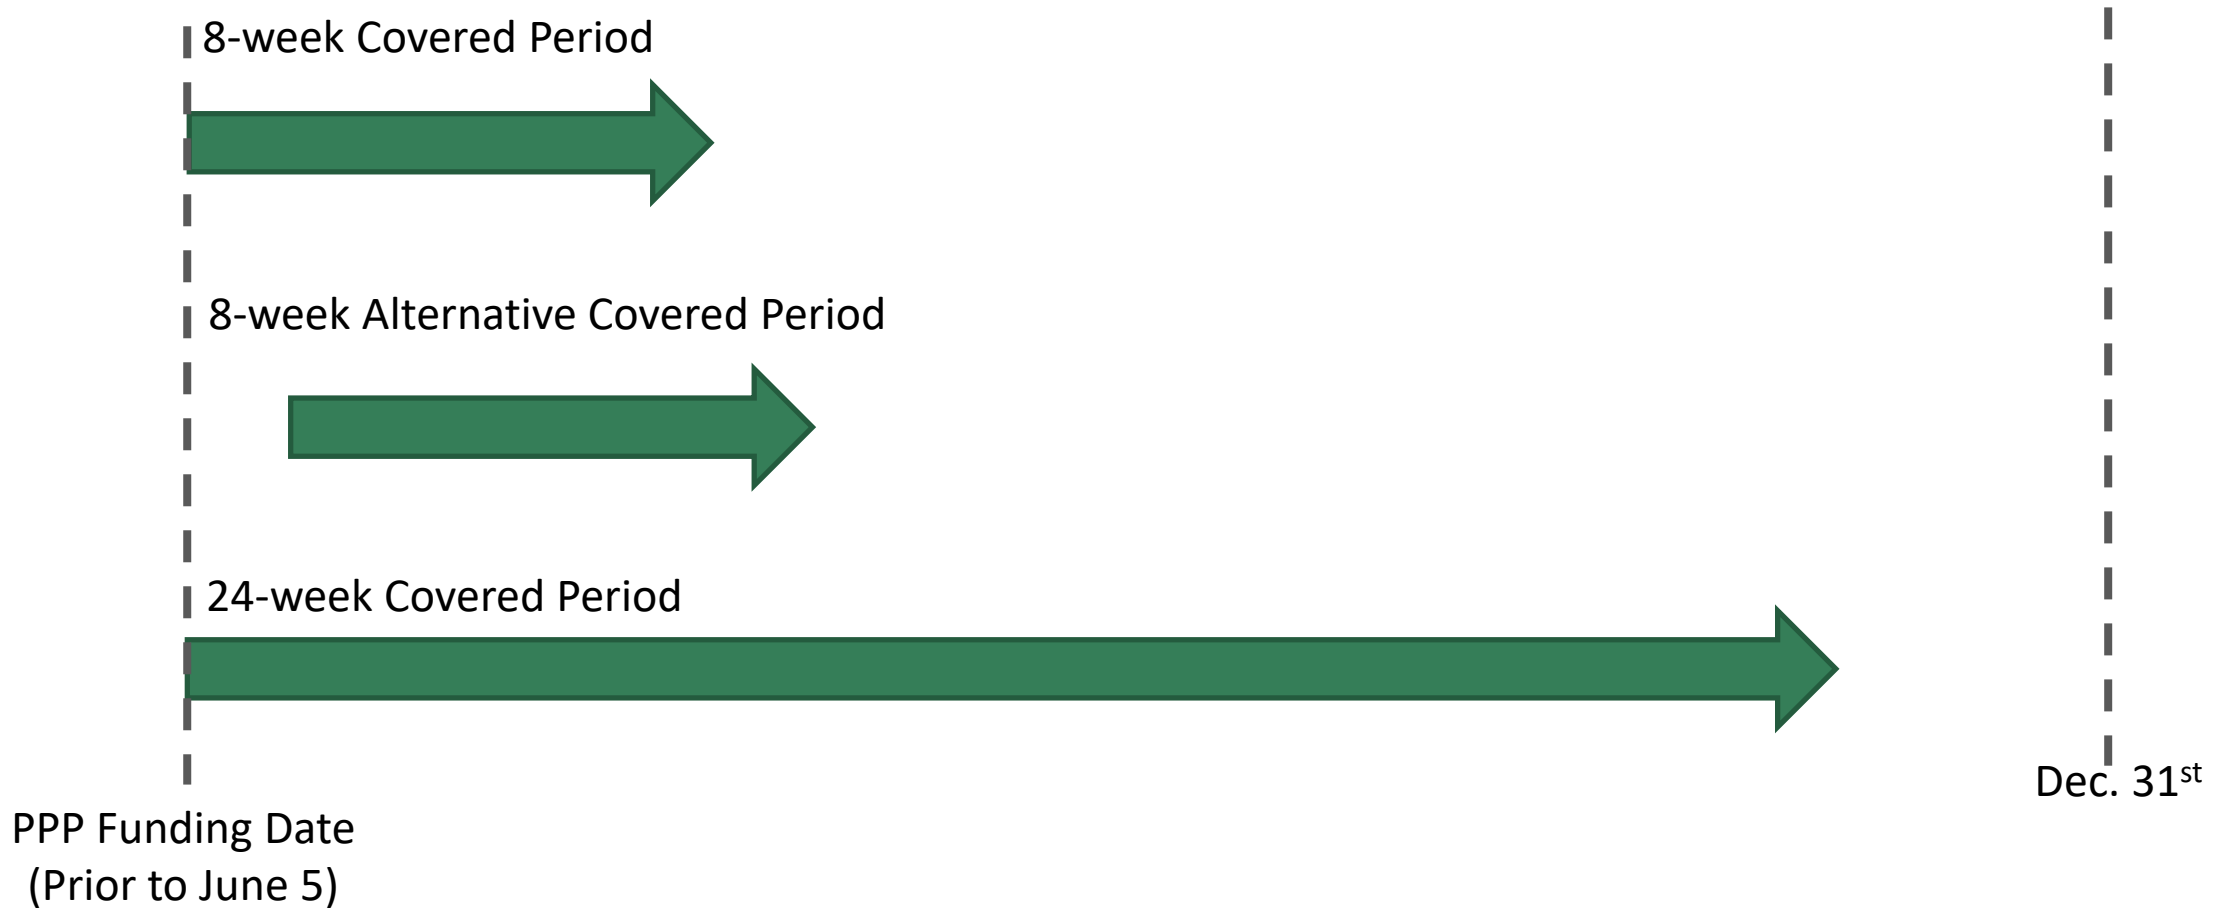 8-week Covered Period
8-week Alternative Covered Period
24-week Covered Period
Dec. 31st
PPP Funding Date
(Prior to June 5)